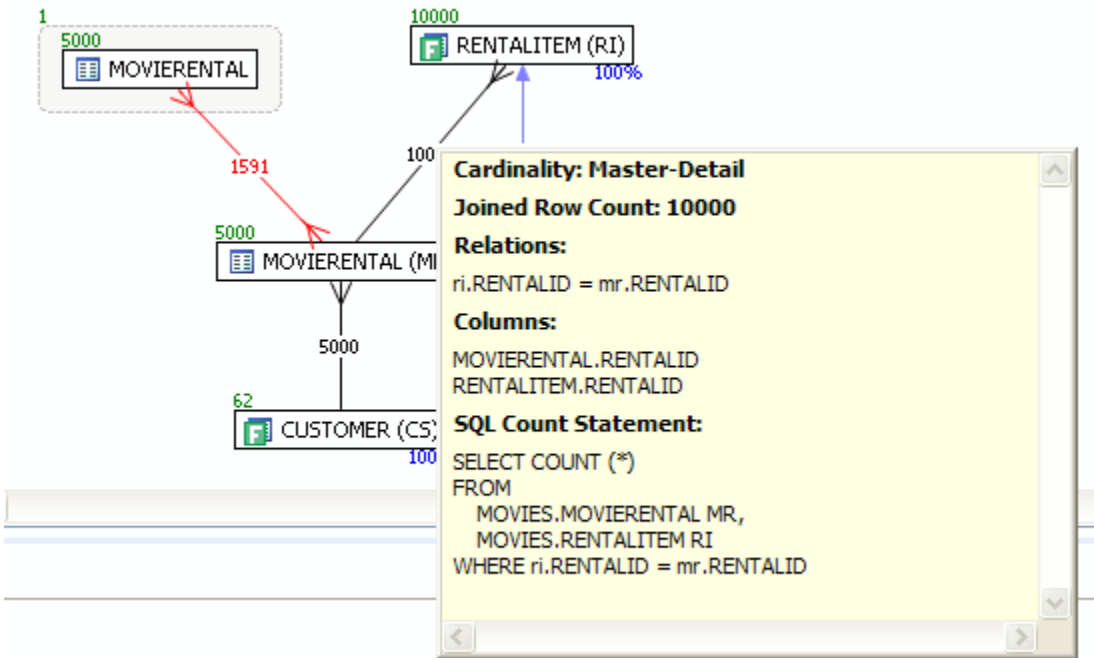 1
5000
MOVIERENTAL
10000
RENTALITEM (RI)
100%
1591
100
5000
MOVIERENTAL (M
5000
62
CUSTOMER (CS)
100
Cardinality: Master-Detail
Joined Row Count: 10000
Relations:
ri.RENTALID = mr.RENTALID
Columns:
MOVIERENTAL.RENTALID
RENTALITEM.RENTALID
SQL Count Statement:
SELECT COUNT (*)
FROM
MOVIES.MOVIERENTAL MR,
MOVIES.RENTALITEM RI
WHERE ri.RENTALID = mr.RENTALID